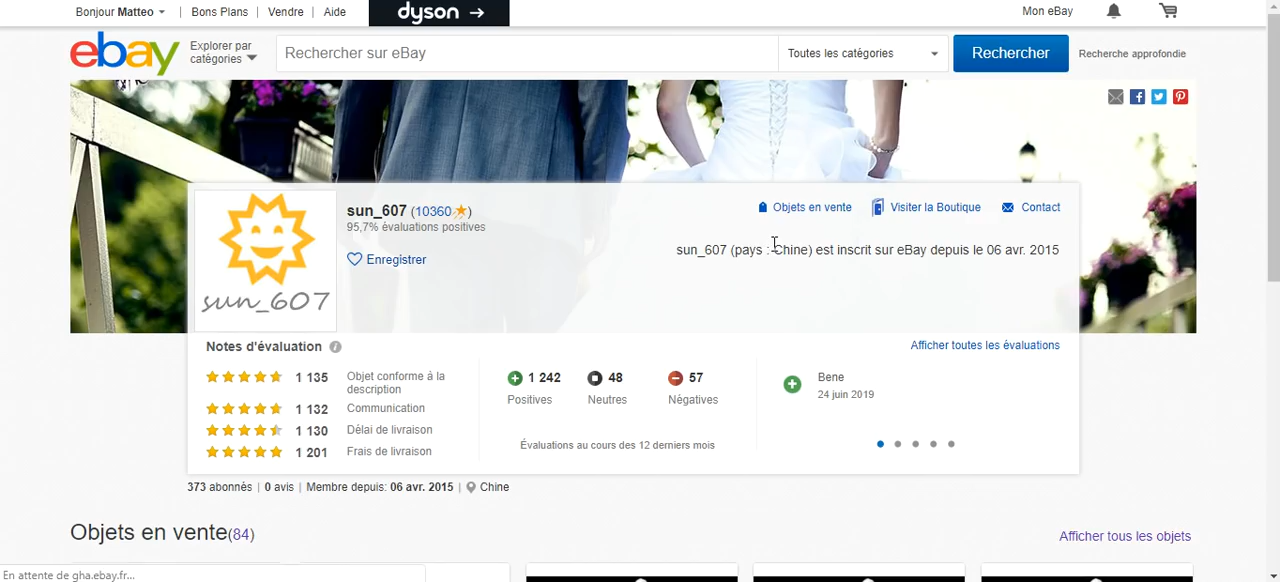 Bonjour Matteo | Bons Plans | Vendre | Aide dyson Mon eBay
ebay Explorer par catégories Rechercher sur eBay Toutes les catégories Rechercher Recherche approfondie
sun_607
sun_607 (10360)
95,7% évaluations positives
Enregistrer
Objets en vente Visiter la Boutique Contact
sun_607 (pays : Chine) est inscrit sur eBay depuis le 06 avr. 2015
Notes d'évaluation
Afficher toutes les évaluations
1 135 Objet conforme à la description
1 132 Communication
1 130 Délai de livraison
1 201 Frais de livraison
1 242 48 57
Positives Neutres Négatives
Évaluations au cours des 12 derniers mois
Bene
24 juin 2019
373 abonnés | 0 avis | Membre depuis: 06 avr. 2015 | Chine
Objets en vente(84)
Afficher tous les objets
En attente de gha.ebay.fr...